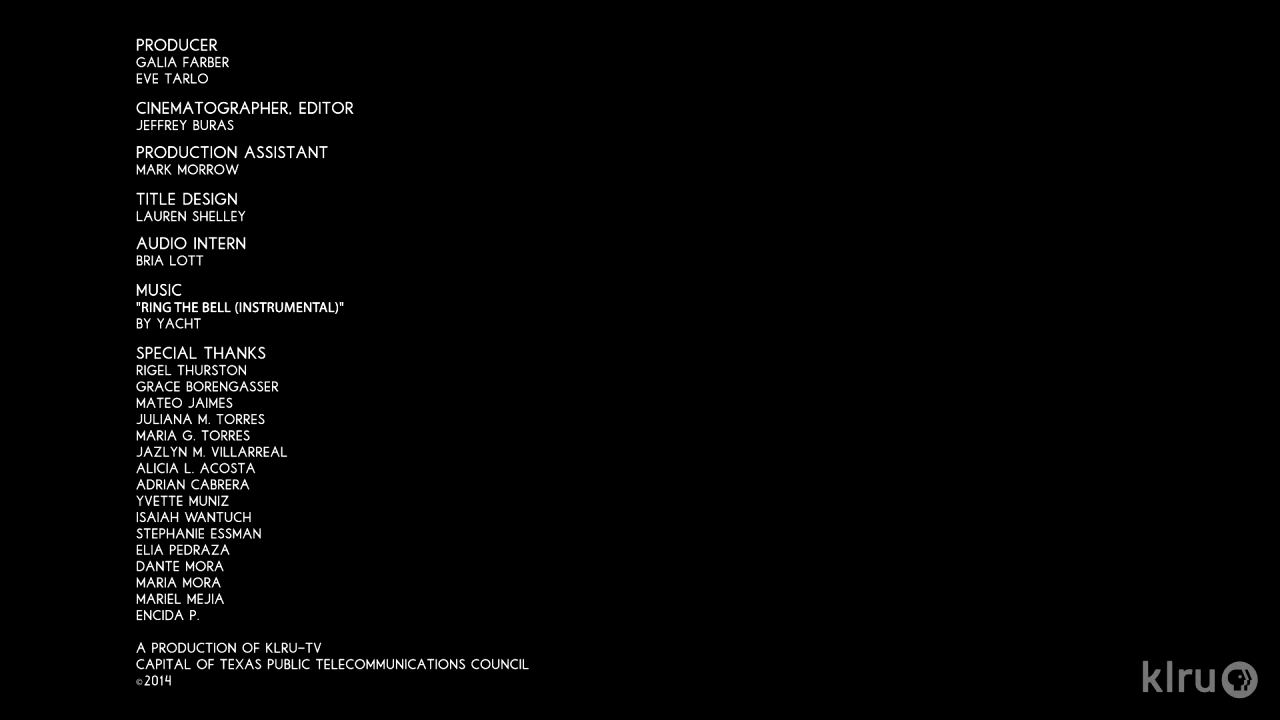 PRODUCER
GALIA FARBER
EVE TARLO
CINEMATOGRAPHER, EDITOR
JEFFREY BURAS
PRODUCTION ASSISTANT
MARK MORROW
TITLE DESIGN
LAUREN SHELLEY
AUDIO INTERN
BRIA LOTT
MUSIC
"RING THE BELL (INSTRUMENTAL)"
BY YACHT
SPECIAL THANKS
RIGEL THURSTON
GRACE BORENGASSER
MATEO JAIMES
JULIANA M. TORRES
MARIA G. TORRES
JAZLYN M. VILLARREAL
ALICIA L. ACOSTA
ADRIAN CABRERA
YVETTE MUNIZ
ISAIAH WANTUCH
STEPHANIE ESSMAN
ELIA PEDRAZA
DANTE MORA
MARIA MORA
MARIEL MEJIA
ENCIDA P.
A PRODUCTION OF KLRU-TV
CAPITAL OF TEXAS PUBLIC TELECOMMUNICATIONS COUNCIL
©2014
klru